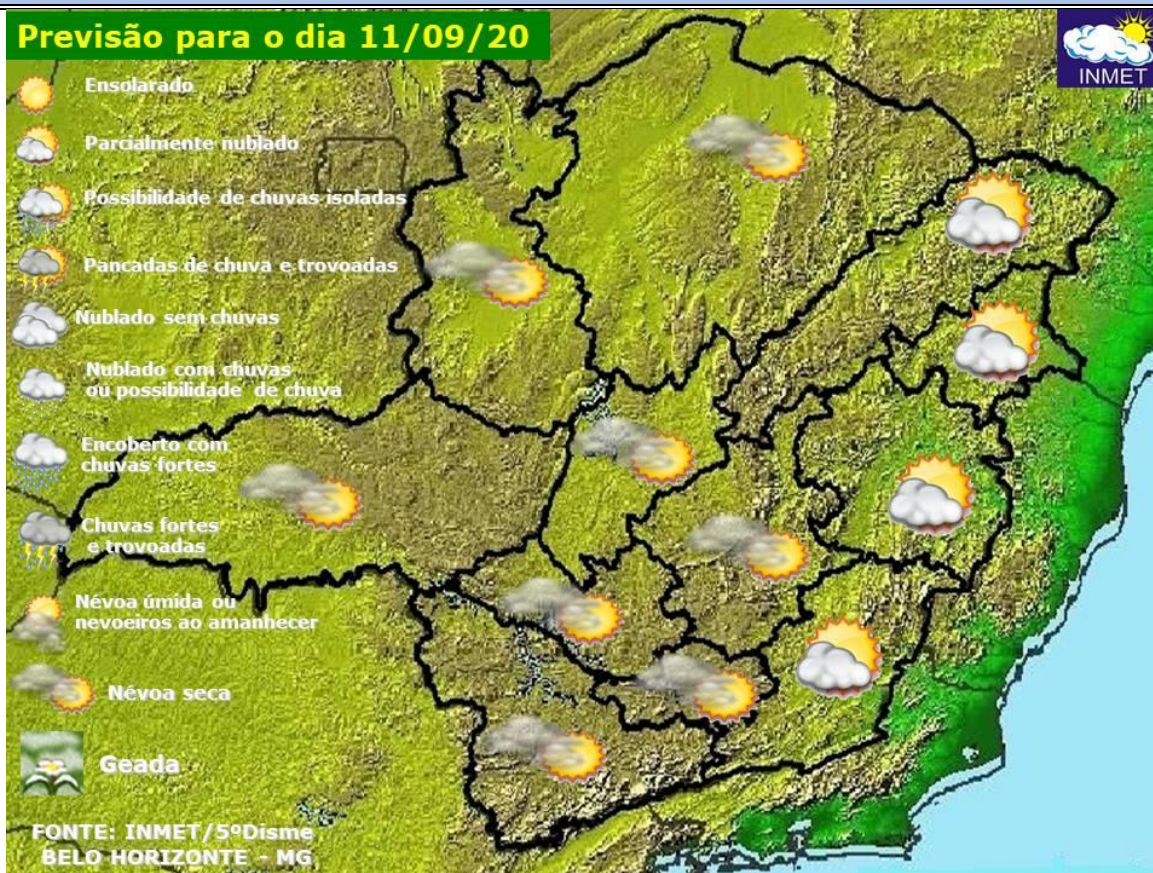 Previsão para o dia 11/09/20
INMET
Ensolarado
Parcialmente nublado
Possibilidade de chuvas isoladas
Pancadas de chuva e trovoadas
Nublado sem chuvas
Nublado com chuvas
ou possibilidade de chuva
Encoberto com
chuvas fortes
Chuvas fortes
e trovoadas
Névoa úmida ou
nevoeiros ao amanhecer
Névoa seca
Geada
FONTE: INMET/5ºDisme
BELO HORIZONTE - MG